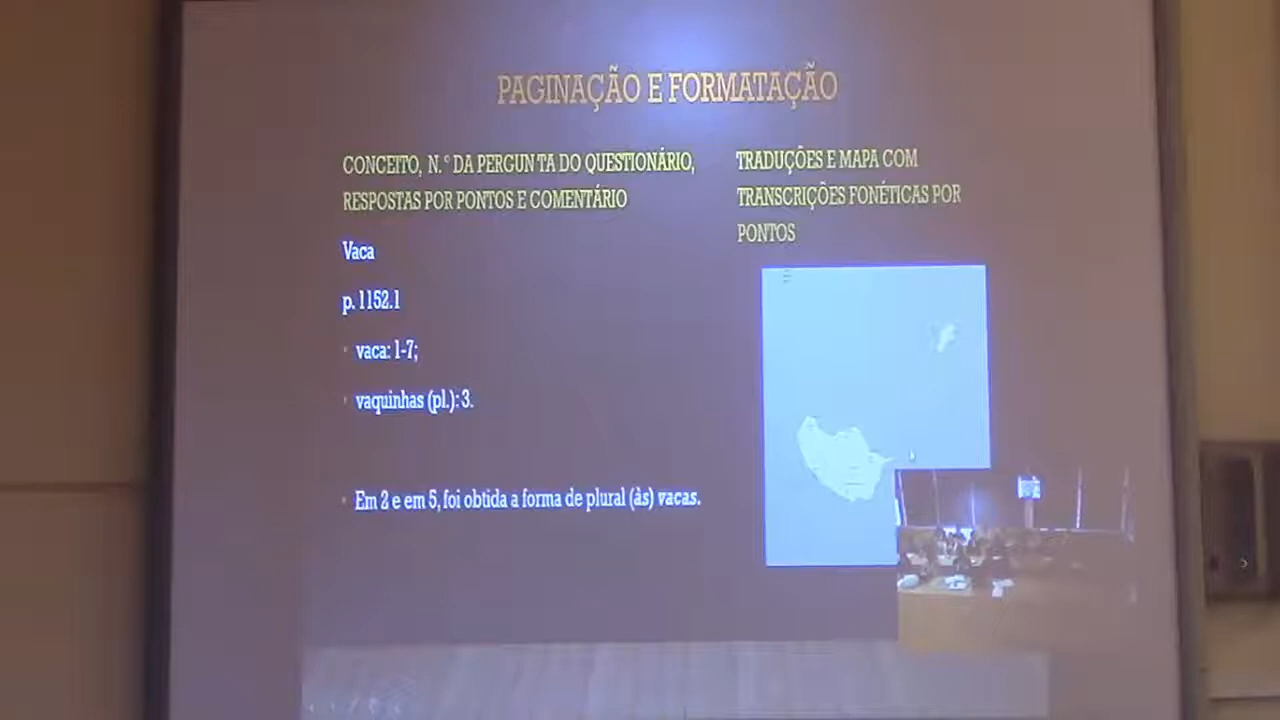 PAGINAÇÃO E FORMATAÇÃO
CONCEITO, N.º DA PERGUNTA DO QUESTIONÁRIO,
RESPOSTAS POR PONTOS E COMENTÁRIO
Vaca
p. 1152.1
vaca: 1-7;
vaquinhas (pl.): 3.
Em 2 e em 5, foi obtida a forma de plural (às) vacas.
TRADUÇÕES E MAPA COM
TRANSCRIÇÕES FONÉTICAS POR
PONTOS